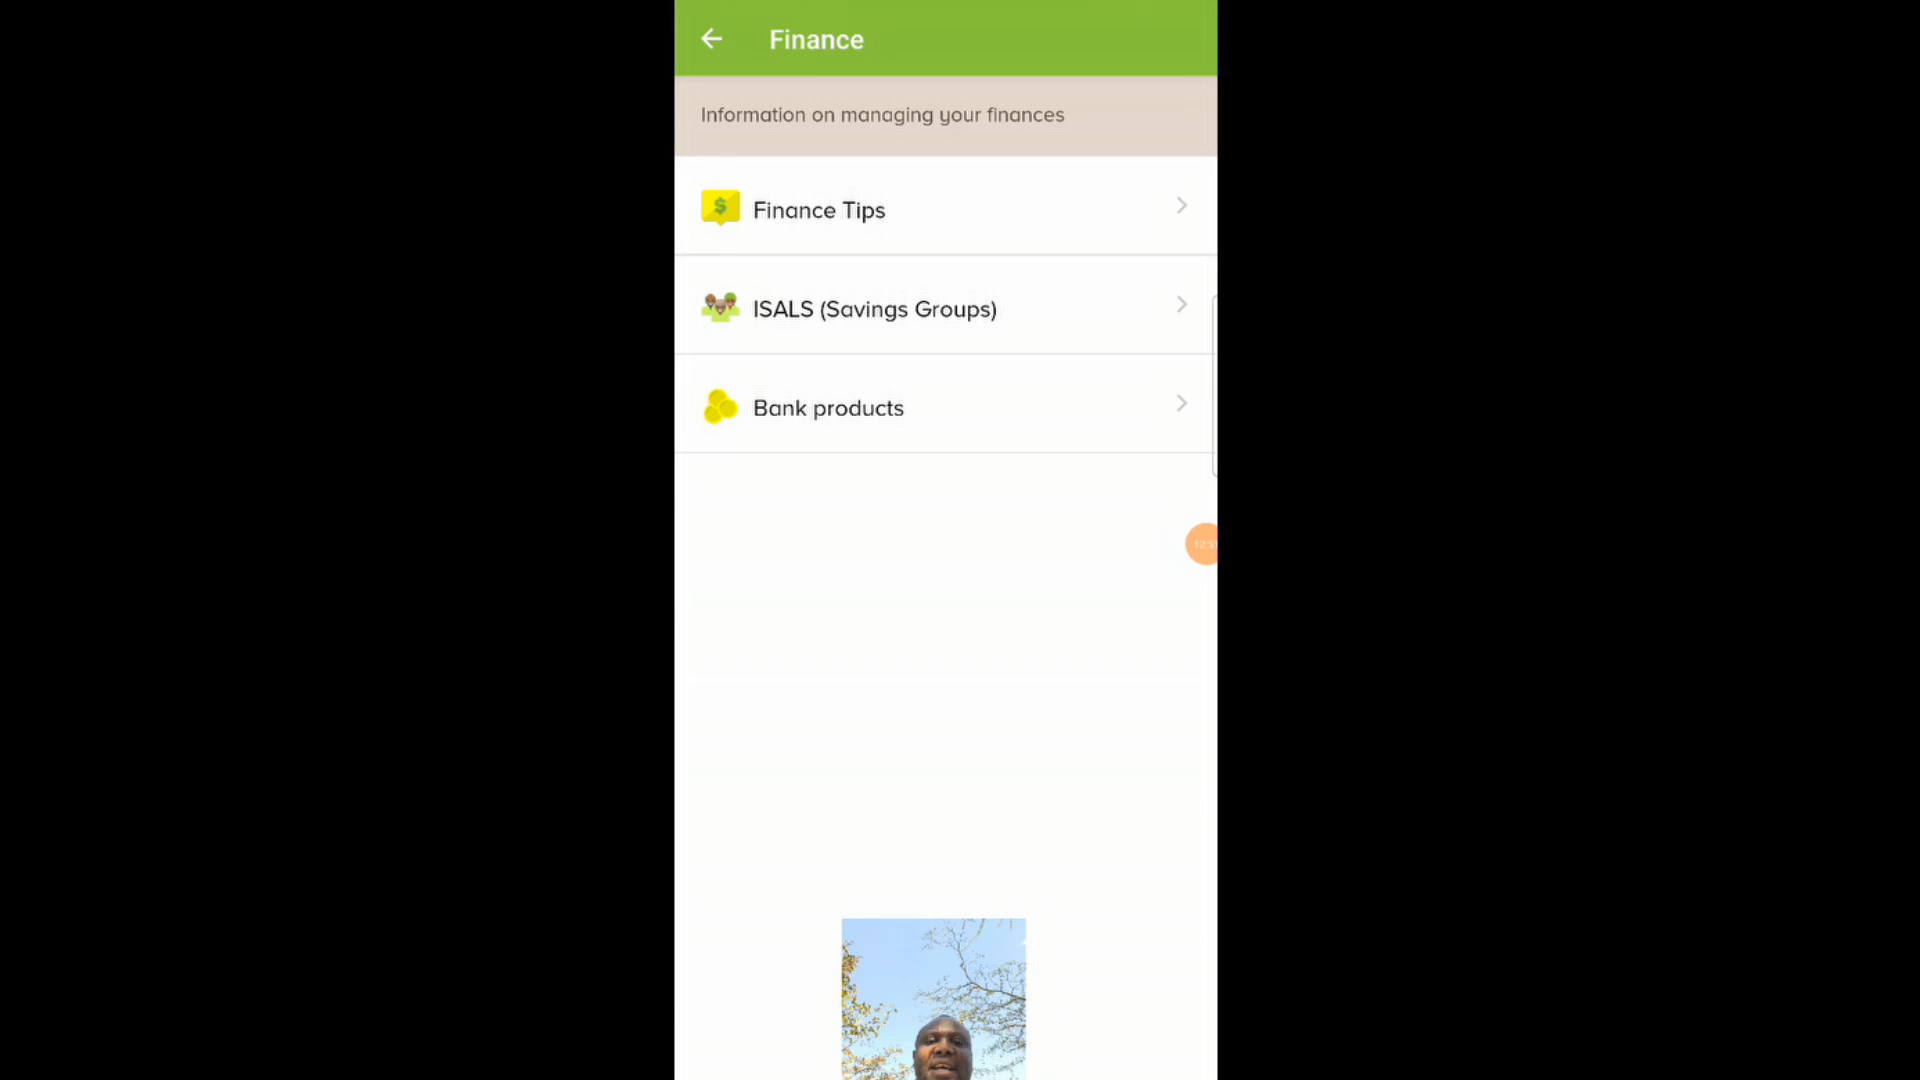 Finance
Information on managing your finances
$ Finance Tips
ISALS (Savings Groups)
Bank products